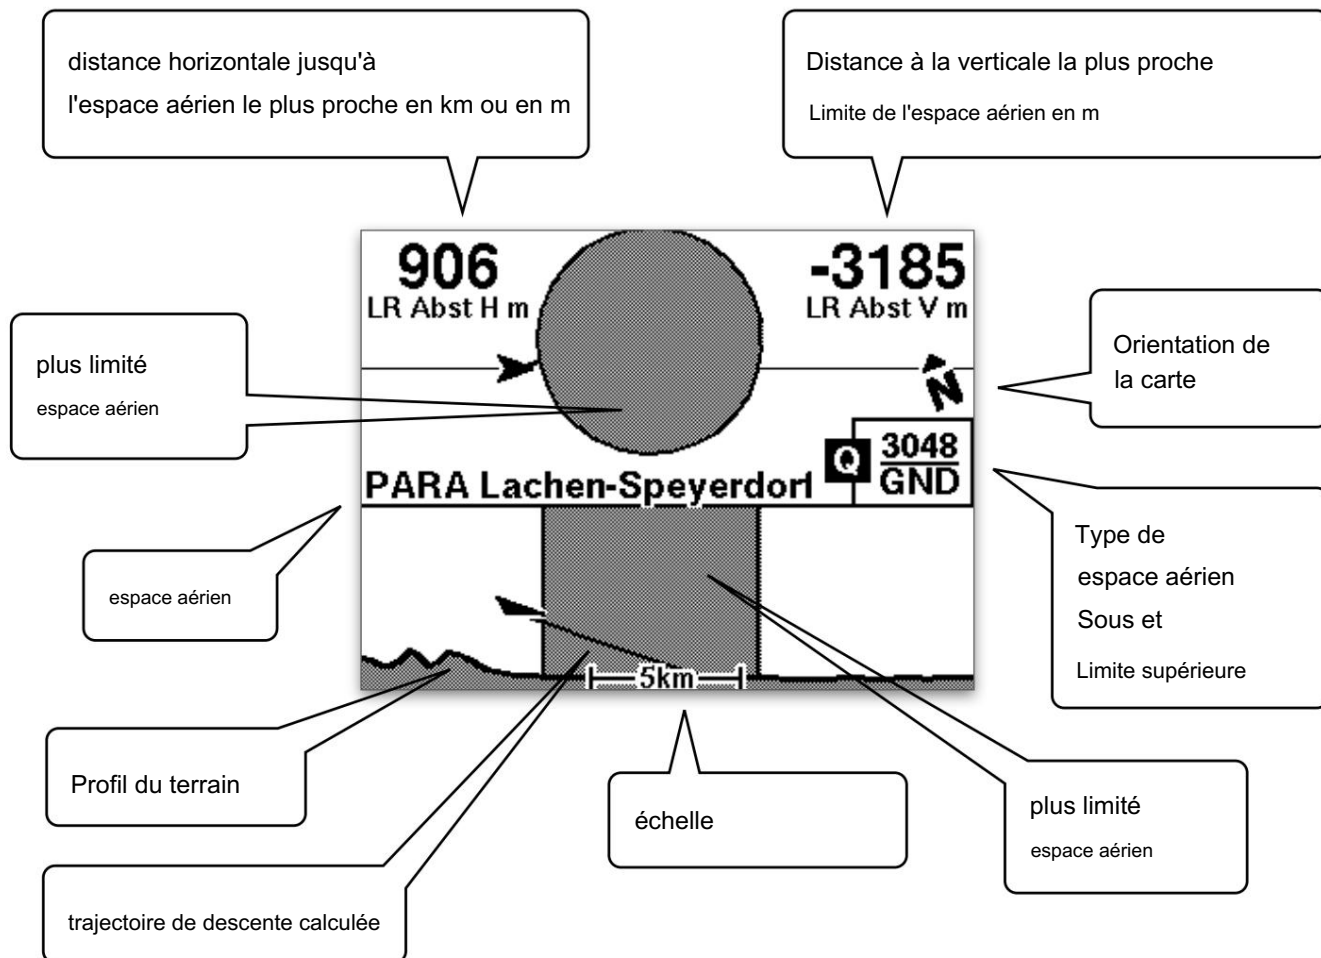 distance horizontale jusqu'à
l'espace aérien le plus proche en km ou en m
Distance à la verticale la plus proche
Limite de l'espace aérien en m
906
LR Abst H m
-3185
LR Abst V m
plus limité
espace aérien
Orientation de
la carte
N
Q
3048
GND
PARA Lachen-Speyerdorf
Type de
espace aérien
Sous et
Limite supérieure
espace aérien
5km
Profil du terrain
échelle
plus limité
espace aérien
trajectoire de descente calculée